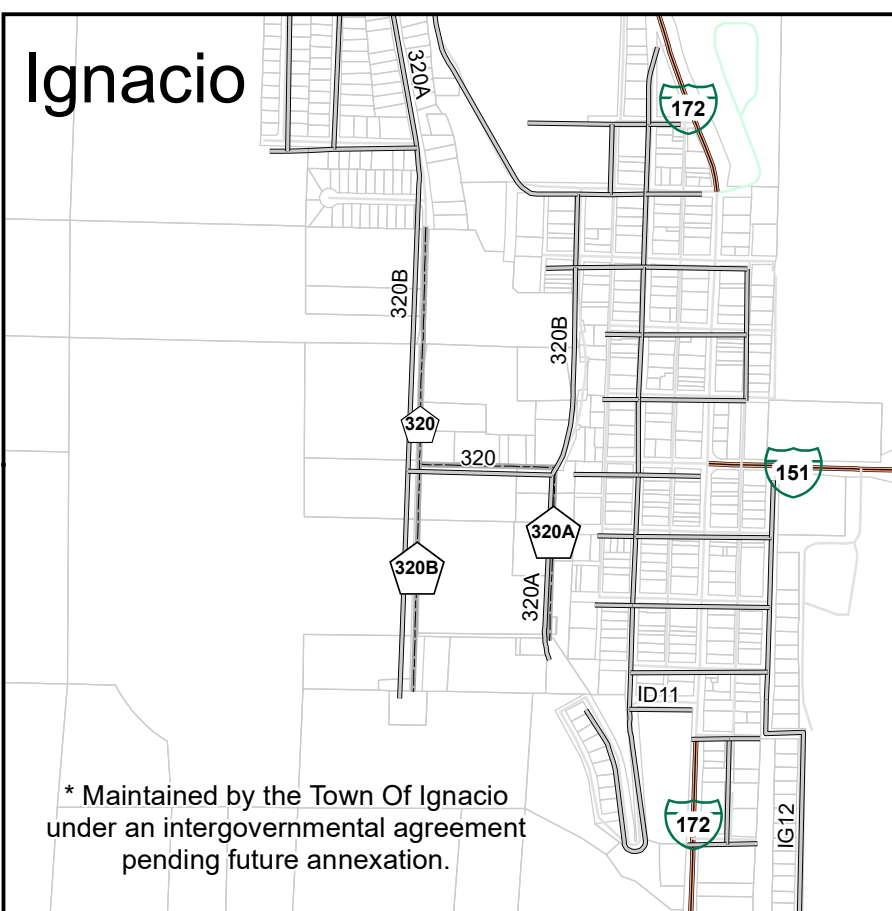 Ignacio
320A
172
320B
320B
320
320
151
320A
320B
320A
ID11
* Maintained by the Town Of Ignacio
under an intergovernmental agreement
pending future annexation.
172
IG12